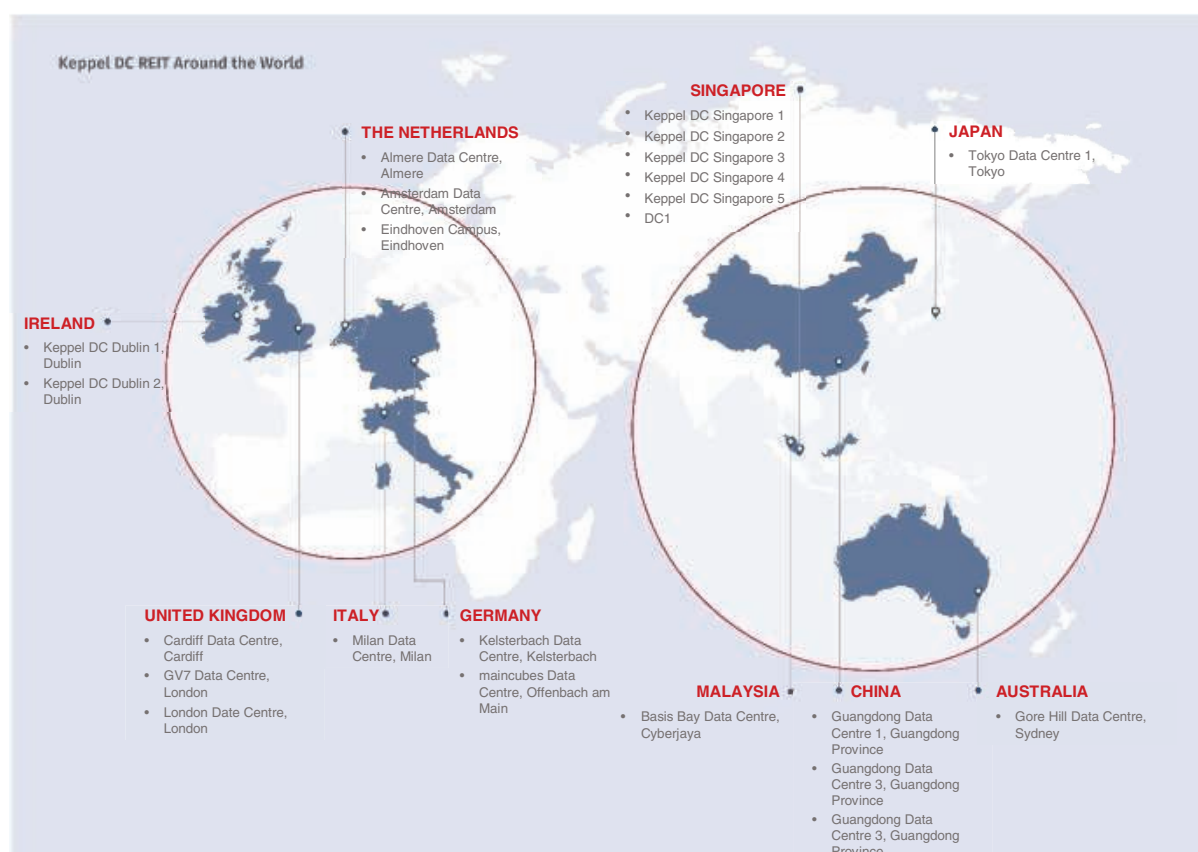 Keppel DC REIT Around the World
THE NETHERLANDS
• Almere Data Centre,
Almere
• Amsterdam Data
Centre, Amsterdam
• Eindhoven Campus,
Eindhoven
SINGAPORE
• Keppel DC Singapore 1
• Keppel DC Singapore 2
• Keppel DC Singapore 3
• Keppel DC Singapore 4
• Keppel DC Singapore 5
• DC1
JAPAN
• Tokyo Data Centre 1,
Tokyo
IRELAND
• Keppel DC Dublin 1,
Dublin
• Keppel DC Dublin 2,
Dublin
UNITED KINGDOM
• Cardiff Data Centre,
Cardiff
• GV7 Data Centre,
London
• London Date Centre,
London
ITALY
• Milan Data
Centre, Milan
GERMANY
• Kelsterbach Data
Centre, Kelsterbach
• maincubes Data
Centre, Offenbach am
Main
MALAYSIA
• Basis Bay Data Centre,
Cyberjaya
CHINA
• Guangdong Data
Centre 1, Guangdong
Province
• Guangdong Data
Centre 3, Guangdong
Province
• Guangdong Data
Centre 3, Guangdong
Province
AUSTRALIA
• Gore Hill Data Centre,
Sydney